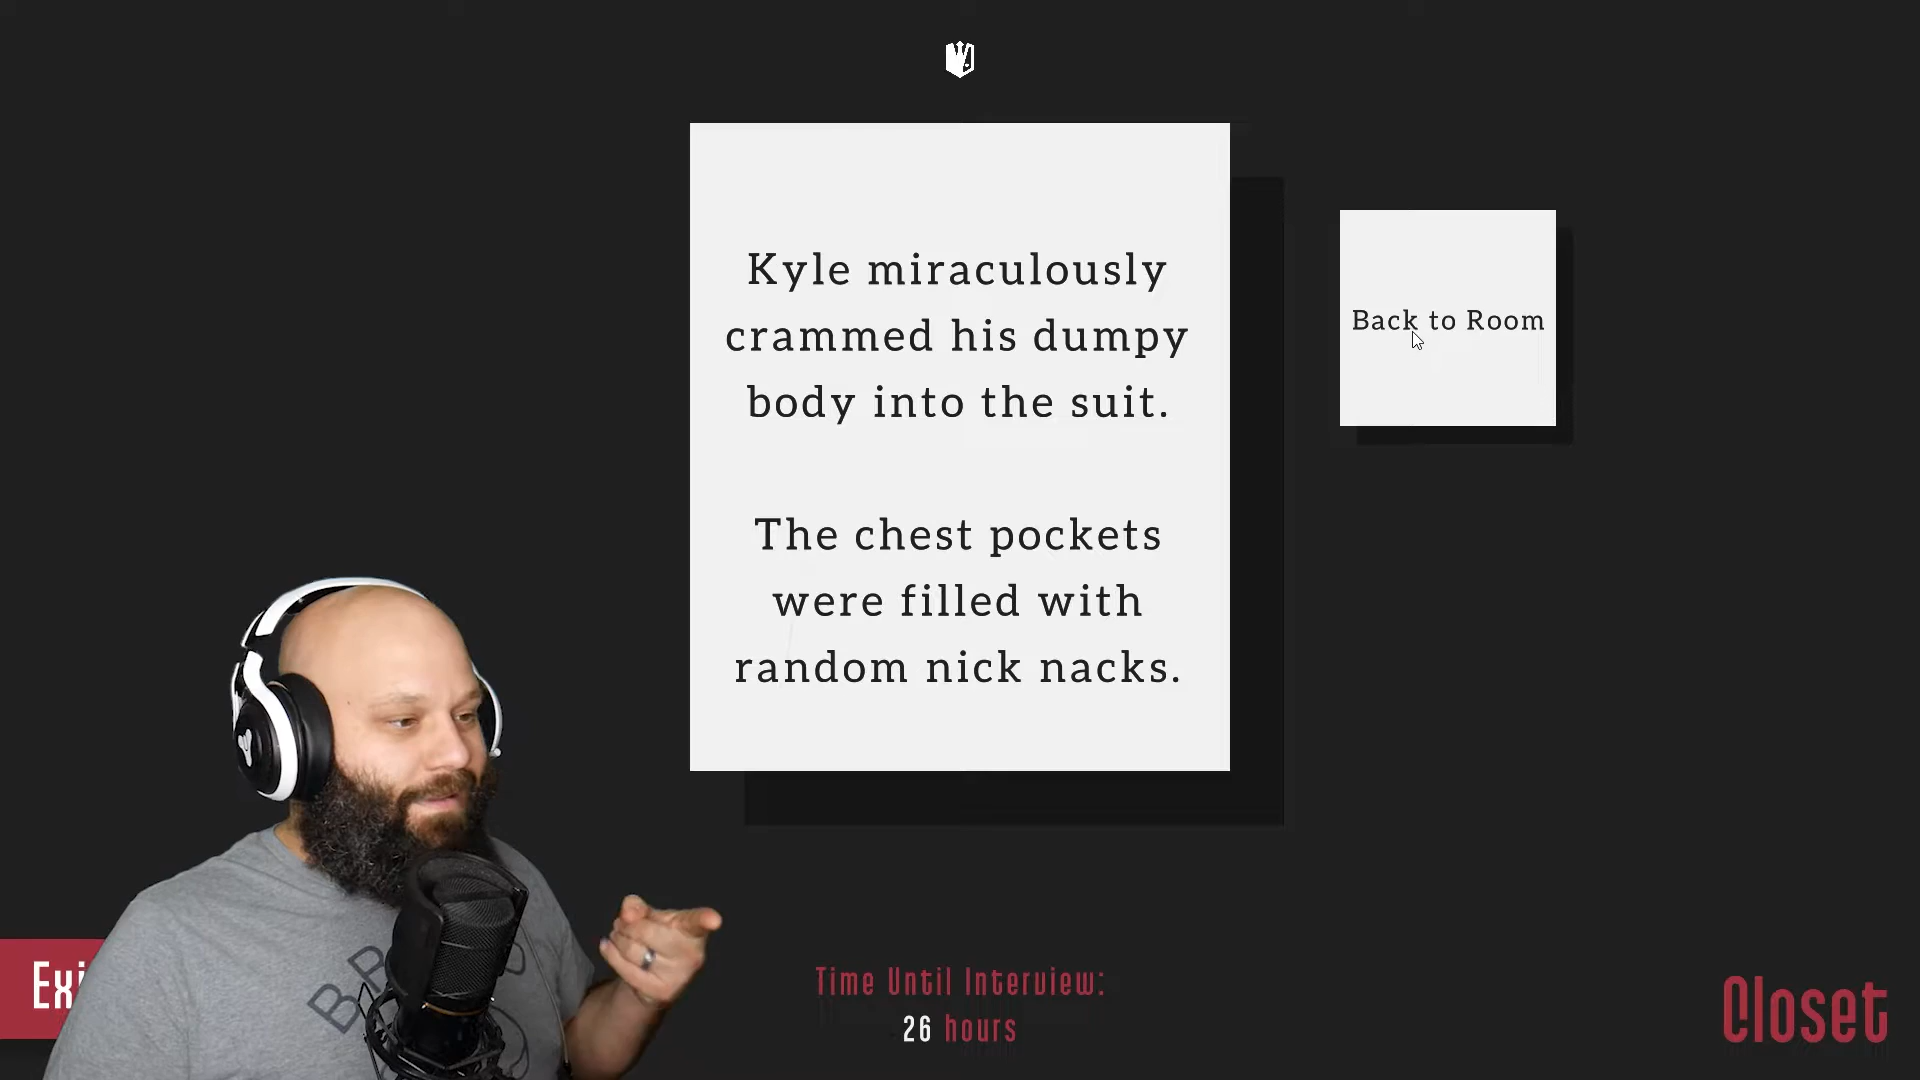 Kyle miraculously
crammed his dumpy
body into the suit.
The chest pockets
were filled with
random nick nacks.
Back to Room
Time Until Interview:
26 hours
Closet